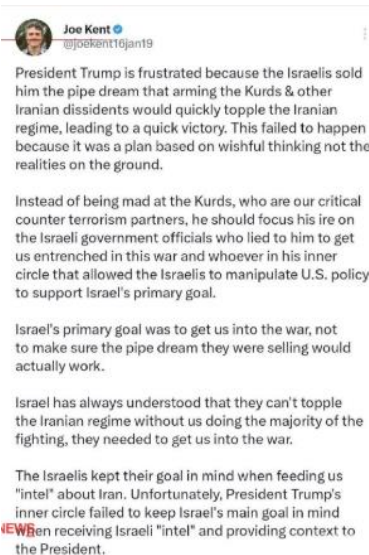 Joe Kent
@joekent16jan19
President Trump is frustrated because the Israelis sold
him the pipe dream that arming the Kurds & other
Iranian dissidents would quickly topple the Iranian
regime, leading to a quick victory. This failed to happen
because it was a plan based on wishful thinking not the
realities on the ground.
Instead of being mad at the Kurds, who are our critical
counter terrorism partners, he should focus his ire on
the Israeli government officials who lied to him to get
us entrenched in this war and whoever in his inner
circle that allowed the Israelis to manipulate U.S. policy
to support Israel's primary goal.
Israel's primary goal was to get us into the war, not
to make sure the pipe dream they were selling would
actually work.
Israel has always understood that they can't topple
the Iranian regime without us doing the majority of the
fighting, they needed to get us into the war.
The Israelis kept their goal in mind when feeding us
"intel" about Iran. Unfortunately, President Trump's
inner circle failed to keep Israel's main goal in mind
when receiving Israeli "intel" and providing context to
the President.
NEWS